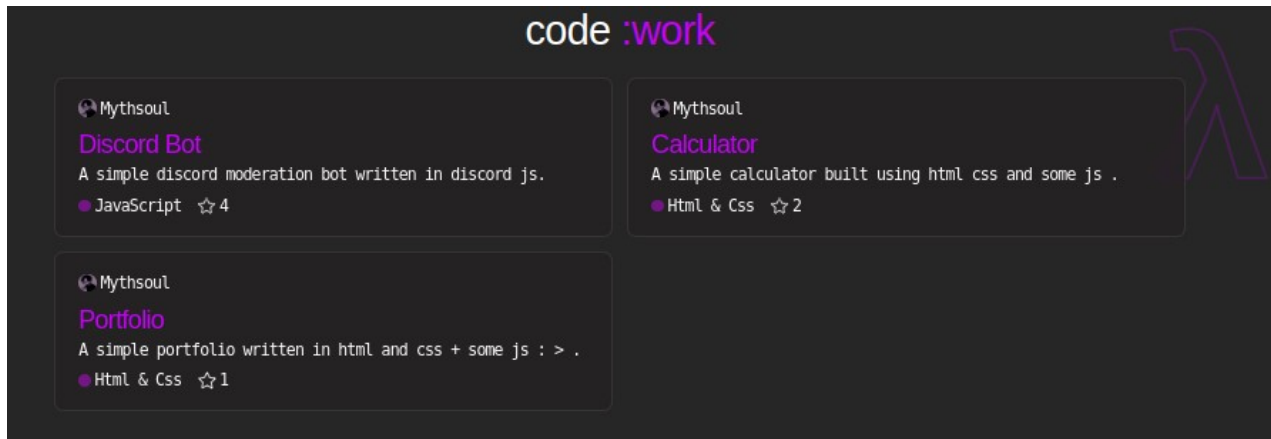 code :work
Mythsoul
Discord Bot
A simple discord moderation bot written in discord js.
JavaScript ☆ 4
Mythsoul
Calculator
A simple calculator built using html css and some js .
Html & Css ☆ 2
Mythsoul
Portfolio
A simple portfolio written in html and css + some js : > .
Html & Css ☆ 1
λ